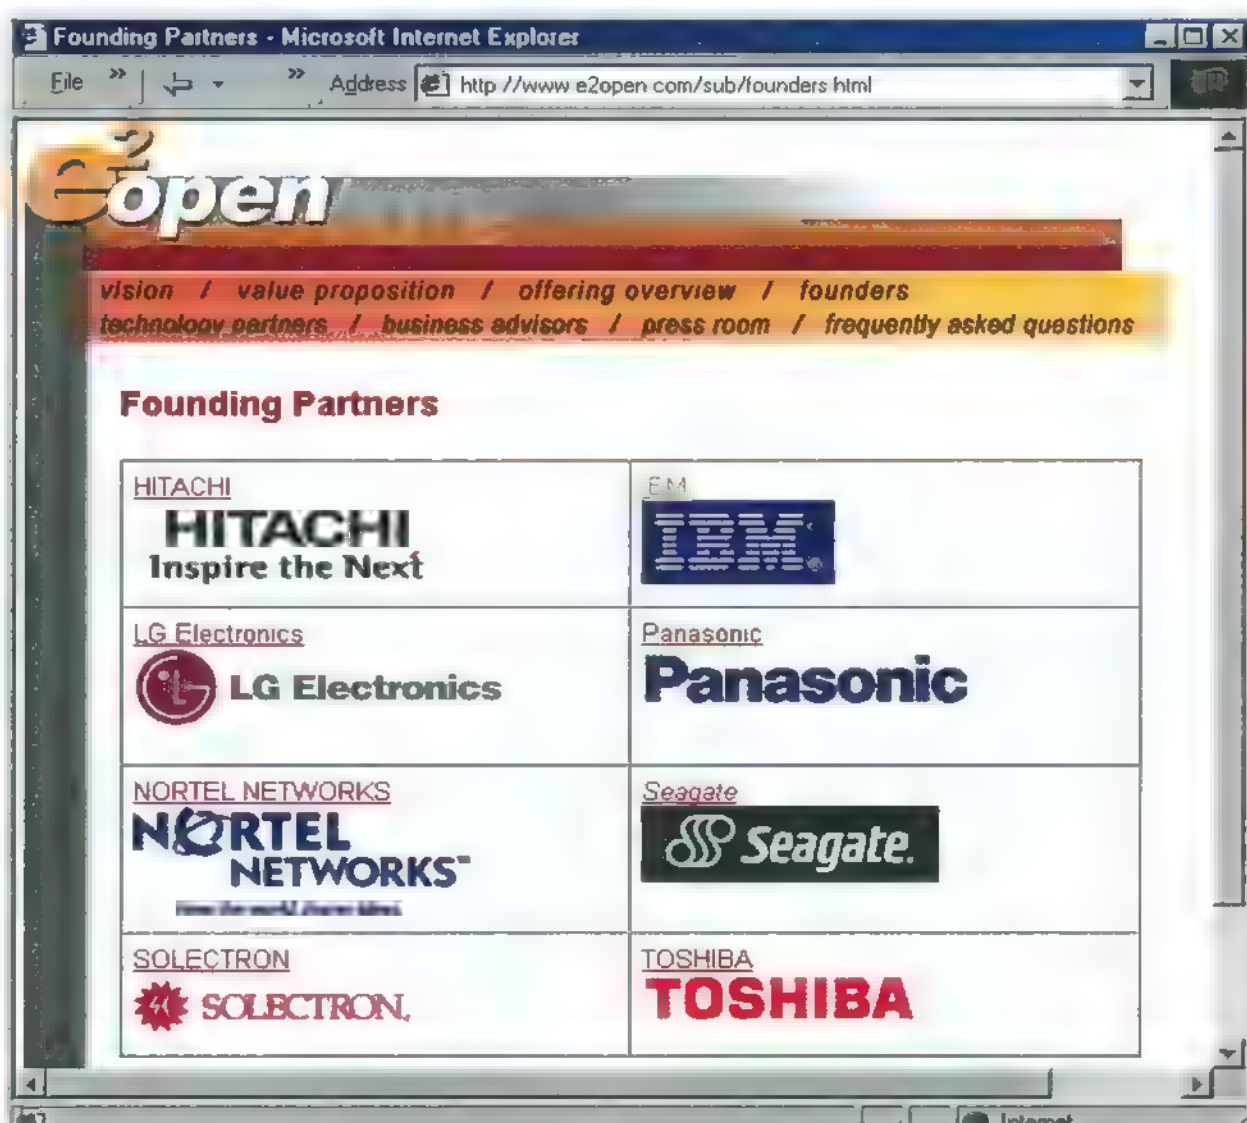 Founding Partners - Microsoft Internet Explorer
File » » Address http //www e2open com/sub/founders html
e2open
vision / value proposition / offering overview / founders
technology partners / business advisors / press room / frequently asked questions
Founding Partners
HITACHI
HITACHI
Inspire the Next
IBM®
LG Electronics
LG Electronics
Panasonic
Panasonic
NORTEL NETWORKS
NORTEL
NETWORKS™
Seagate
Seagate.
SOLECTRON
SOLECTRON.
TOSHIBA
TOSHIBA
Internet